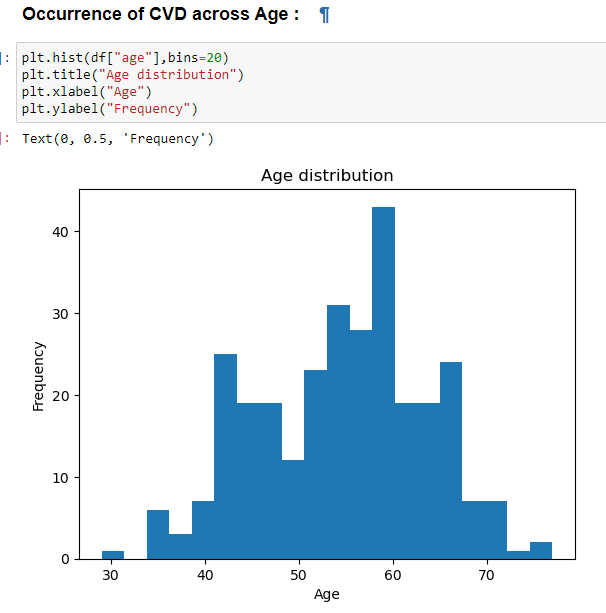 Occurrence of CVD across Age : ¶
]: plt.hist(df["age"],bins=20)
plt.title("Age distribution")
plt.xlabel("Age")
plt.ylabel("Frequency")
]: Text(0, 0.5, 'Frequency')
Age distribution
40
30
20
10
0
Frequency
30 40 50 60 70
Age